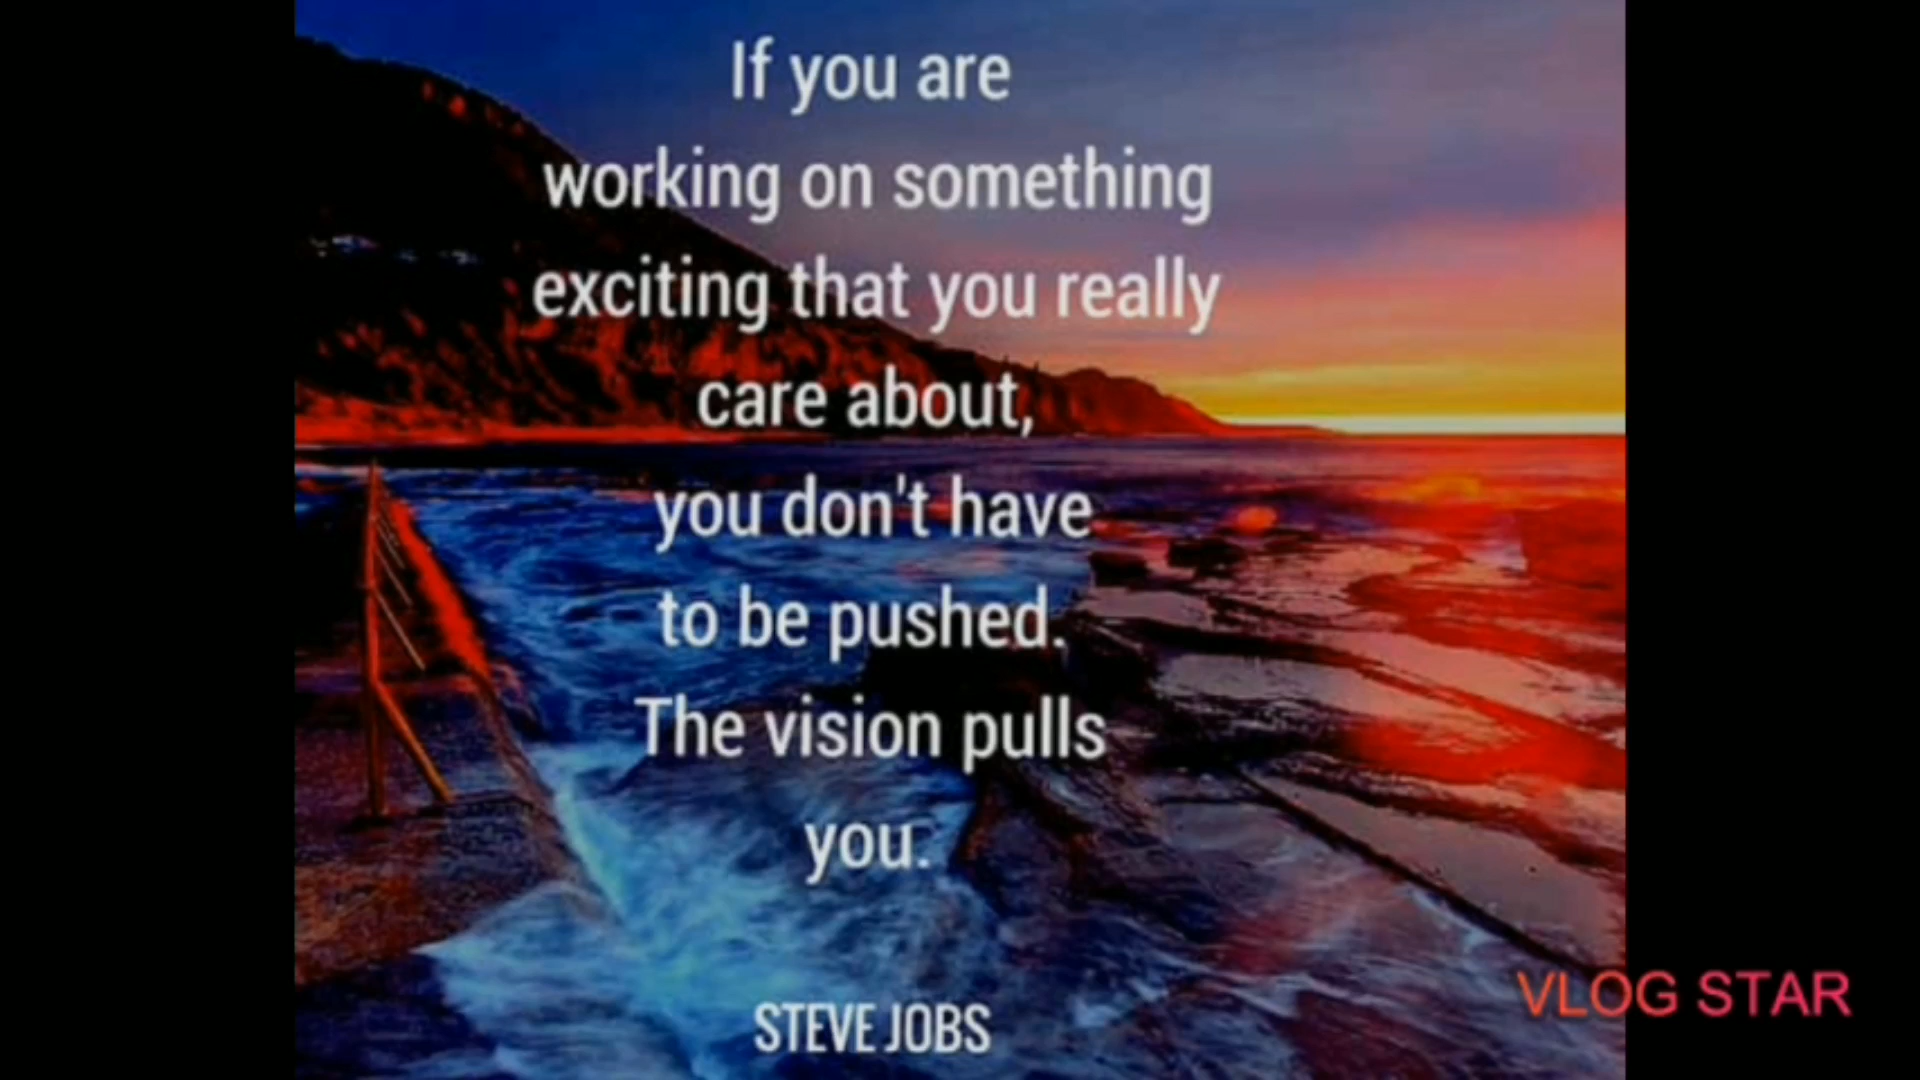 If you are
working on something
exciting that you really
care about,
you don't have
to be pushed.
The vision pulls
you.
STEVE JOBS
VLOG STAR